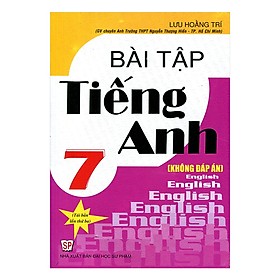 LƯU HOẰNG TRÍ
(GV chuyên Anh Trường THPT Nguyễn Thượng Hiền - TP. Hồ Chí Minh)
BÀI TẬP
Tiếng
Anh
7
(KHÔNG ĐÁP ÁN)
English
English
English
English
English
English
(Tái bản
lần thứ ba)
SP
NHÀ XUẤT BẢN ĐẠI HỌC SƯ PHẠM